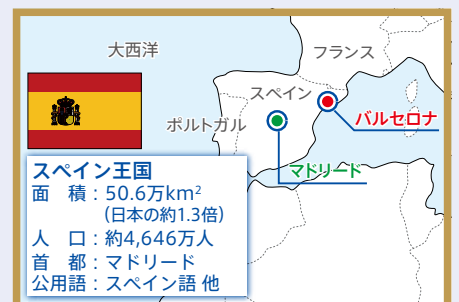 大西洋
フランス
スペイン
バルセロナ
ポルトガル
マドリード
スペイン王国
面　積：50.6万km²
（日本の約1.3倍）
人　口：約4,646万人
首　都：マドリード
公用語：スペイン語 他